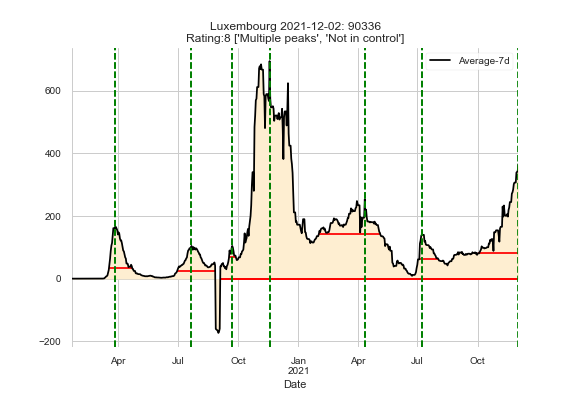 Luxembourg 2021-12-02: 90336
Rating:8 ['Multiple peaks', 'Not in control']
Average-7d
600
400
200
0
−200
Apr Jul Oct Jan Apr Jul Oct
2021
Date